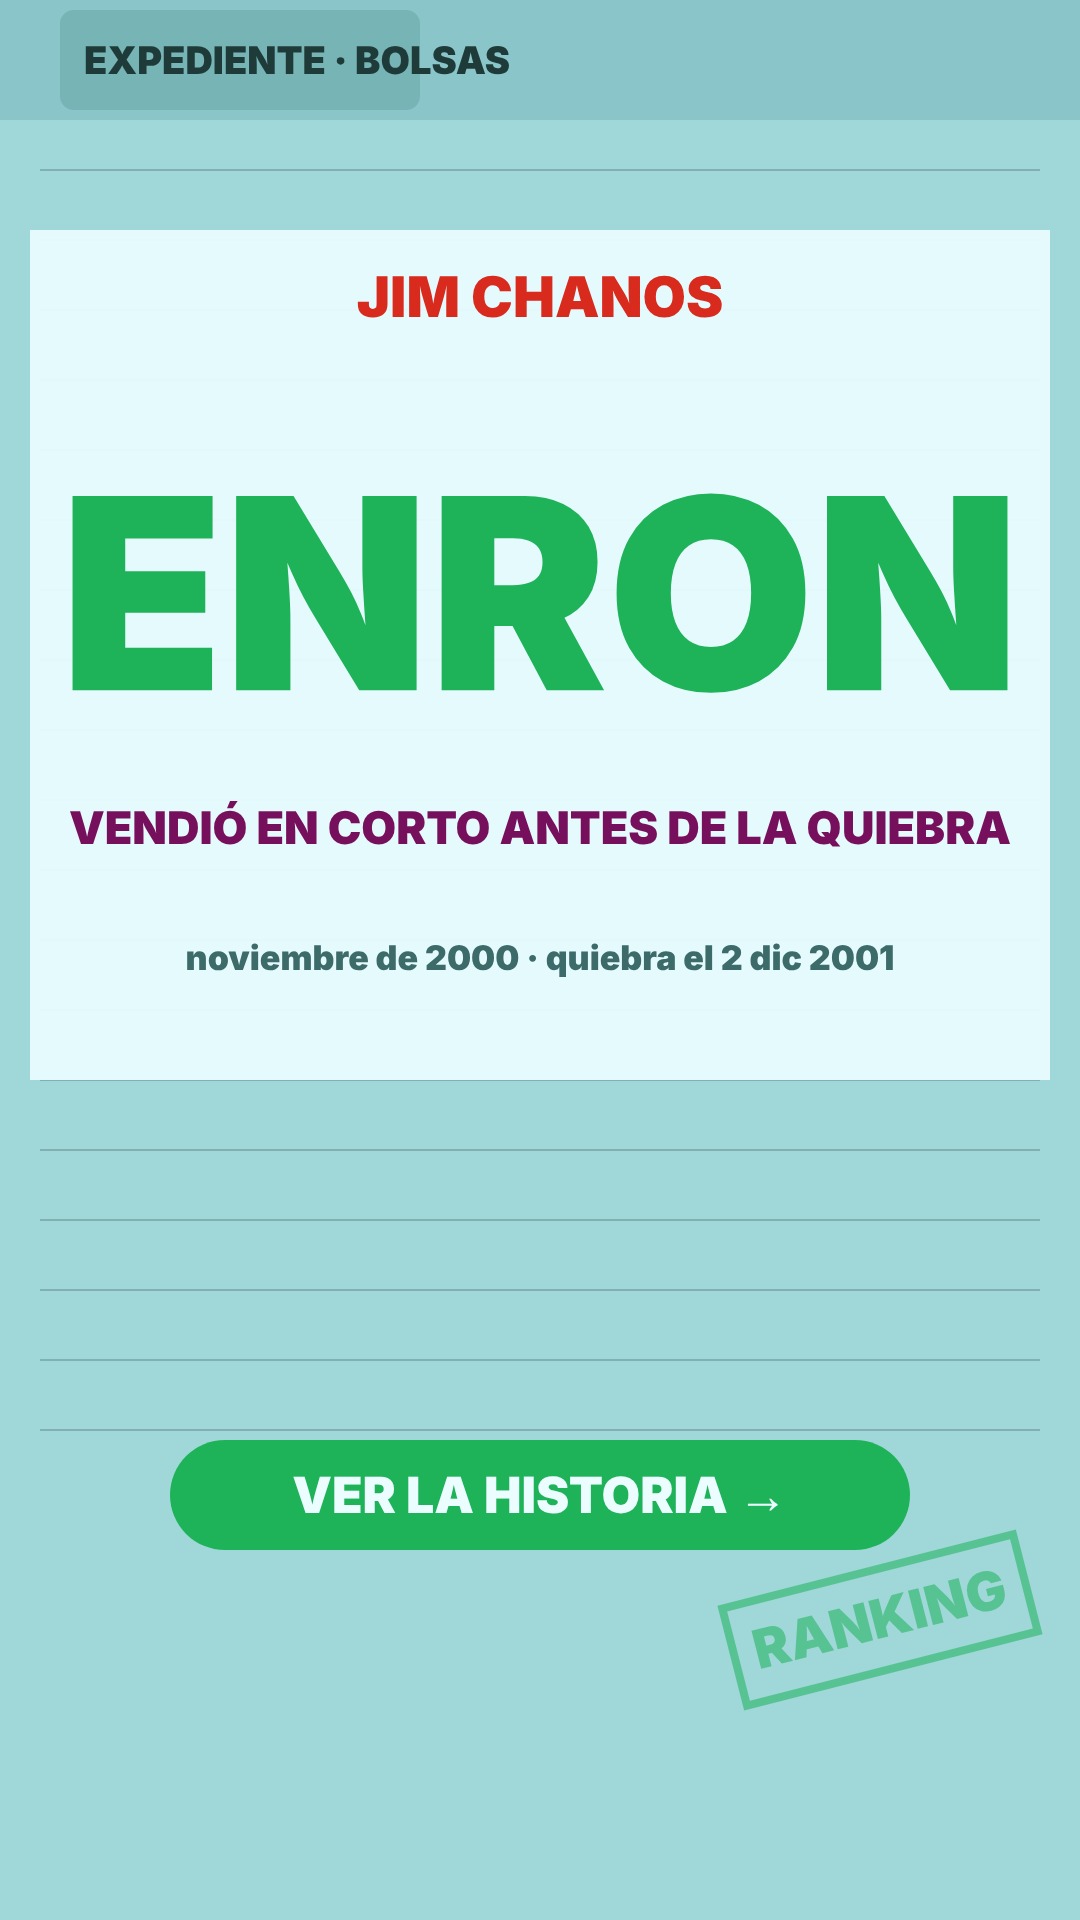 EXPEDIENTE · BOLSAS
JIM CHANOS
ENRON
VENDIÓ EN CORTO ANTES DE LA QUIEBRA
noviembre de 2000 · quiebra el 2 dic 2001
VER LA HISTORIA →
RANKING